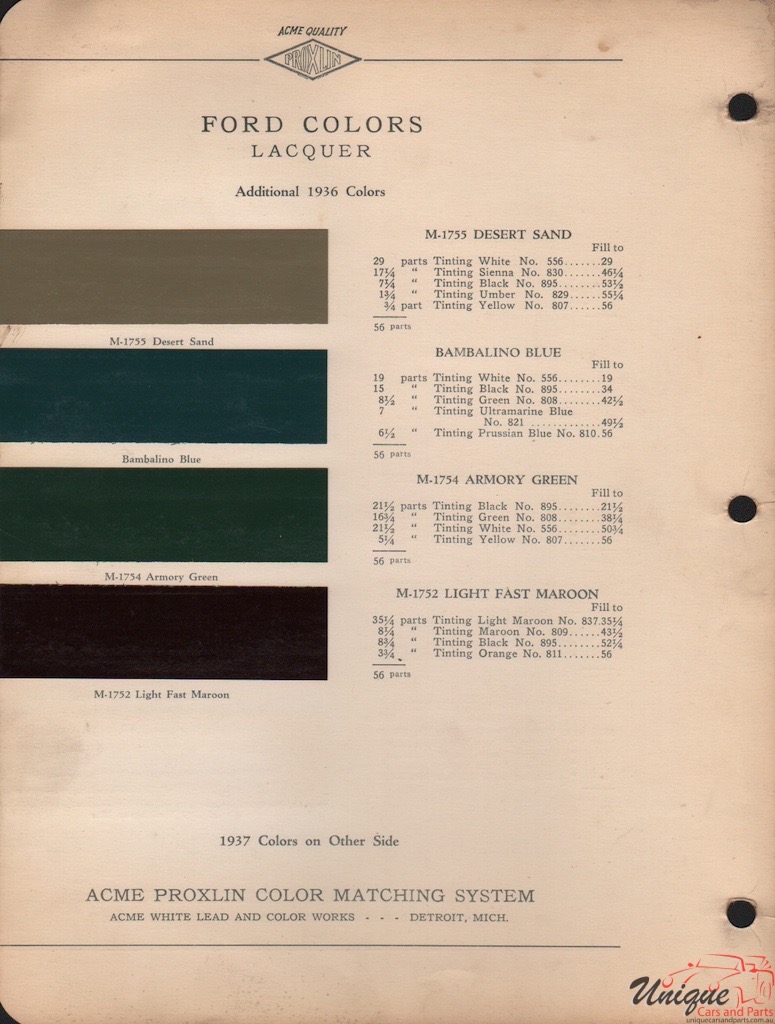 ACME QUALITY
PROXLIN
FORD COLORS
LACQUER
Additional 1936 Colors
M-1755 Desert Sand
Bambalino Blue
M-1754 Armory Green
M-1752 Light Fast Maroon
M-1755 DESERT SAND
Fill to
29 parts Tinting White No. 556.......29
17¼ “ Tinting Sienna No. 830.......46¼
7¼ “ Tinting Black No. 895........53½
1¾ “ Tinting Umber No. 829......55¼
¾ part Tinting Yellow No. 807......56
56 parts
BAMBALINO BLUE
Fill to
19 parts Tinting White No. 556........19
15 “ Tinting Black No. 895........34
8½ “ Tinting Green No. 808........42½
7 “ Tinting Ultramarine Blue
No. 821 .............49½
6½ “ Tinting Prussian Blue No. 810.56
56 parts
M-1754 ARMORY GREEN
Fill to
21½ parts Tinting Black No. 895........21½
16¾ “ Tinting Green No. 808........38¼
21½ “ Tinting White No. 556........50¾
5¼ “ Tinting Yellow No. 807.......56
56 parts
M-1752 LIGHT FAST MAROON
Fill to
35¼ parts Tinting Light Maroon No. 837.35¼
8¼ “ Tinting Maroon No. 809......43½
8¾ “ Tinting Black No. 895........52¼
3¾ “ Tinting Orange No. 811.......56
56 parts
1937 Colors on Other Side
ACME PROXLIN COLOR MATCHING SYSTEM
ACME WHITE LEAD AND COLOR WORKS - - - DETROIT, MICH.
Unique
Cars and Parts
uniquecarsandparts.com.au